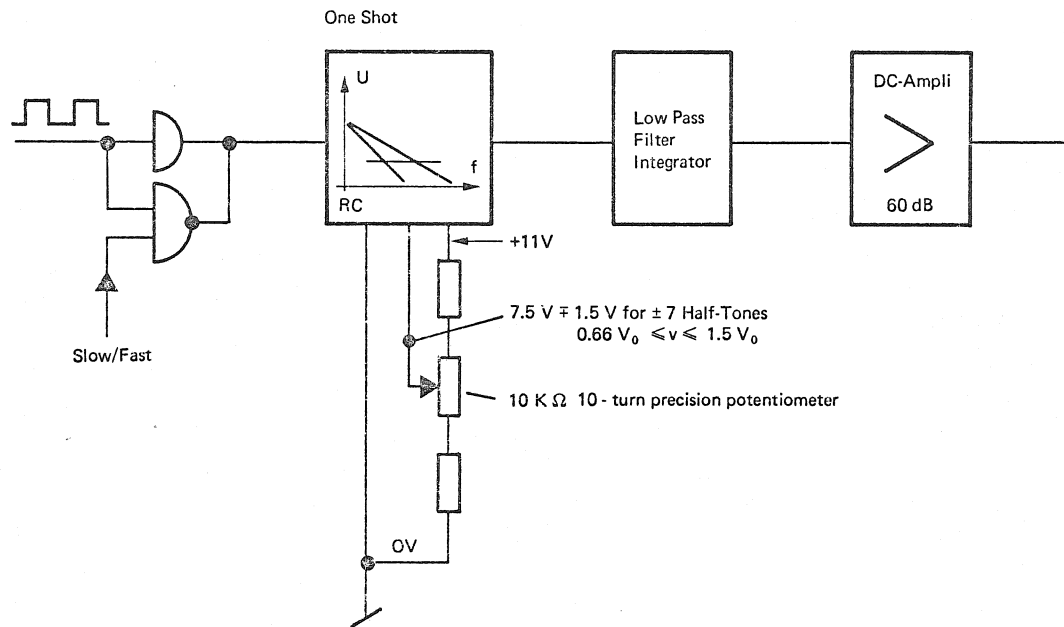 One Shot
U
f
RC
Low Pass
Filter
Integrator
DC-Ampli
60 dB
Slow/Fast
+11V
7.5 V ∓ 1.5 V for ± 7 Half-Tones
0.66 V₀ ⩽ v ⩽ 1.5 V₀
10 K Ω 10 - turn precision potentiometer
0V